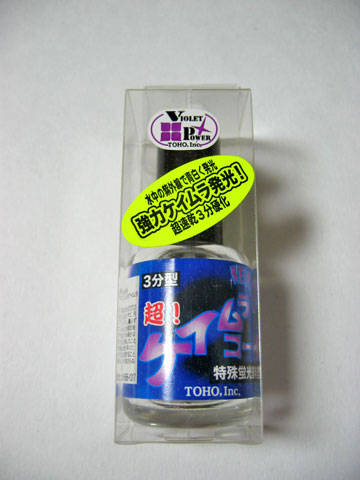 VIOLET
POWER
TOHO, Inc.
水中の紫外線で青白く発光
強力ケイムラ発光!
超速乾3分硬化
3分型
超!
ケイムラ
コー
特殊蛍光
TOHO, Inc.